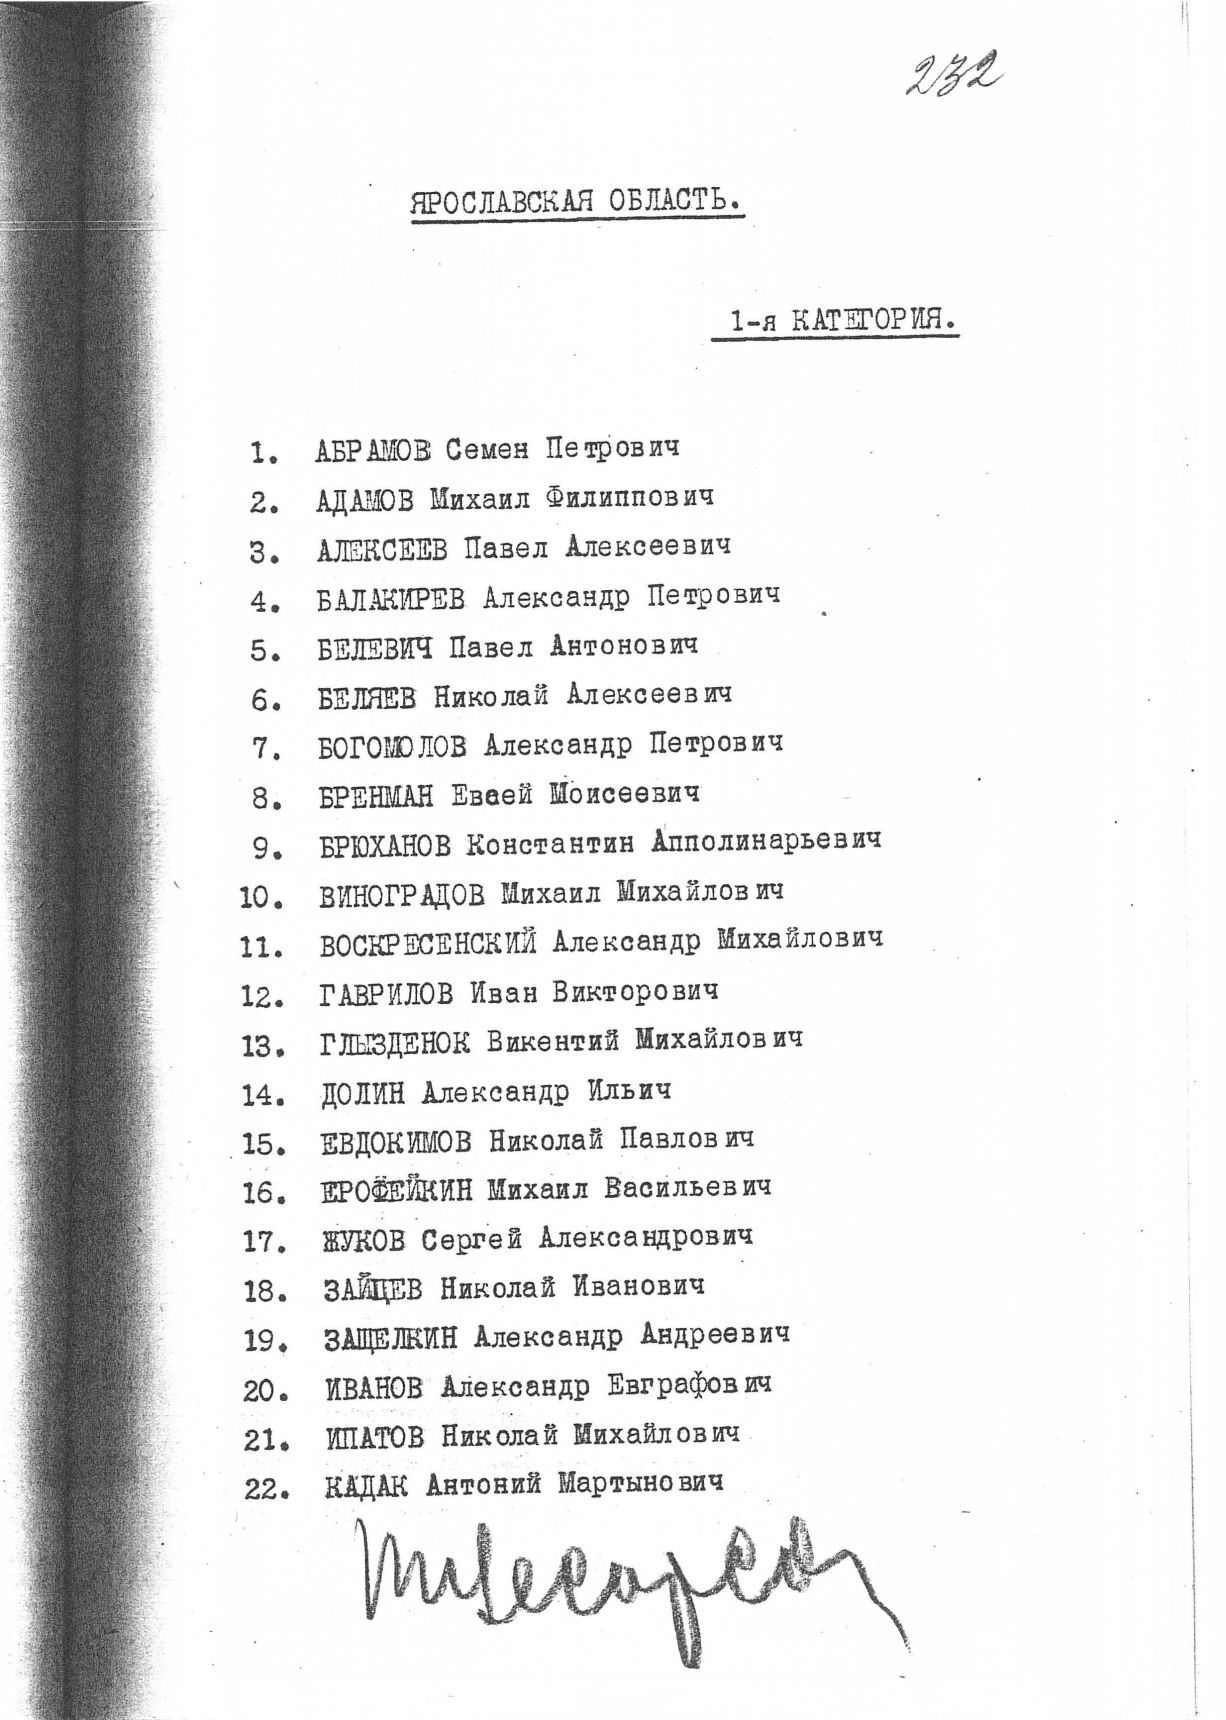 232
ЯРОСЛАВСКАЯ ОБЛАСТЬ.
1-я КАТЕГОРИЯ.
1. АБРАМОВ Семен Петрович
2. АДАМОВ Михаил Филиппович
3. АЛЕКСЕЕВ Павел Алексеевич
4. БАЛАКИРЕВ Александр Петрович
5. БЕЛЕВИЧ Павел Антонович
6. БЕЛЯЕВ Николай Алексеевич
7. БОГОМОЛОВ Александр Петрович
8. БРЕНМАН Евсей Моисеевич
9. БРЮХАНОВ Константин Апполинарьевич
10. ВИНОГРАДОВ Михаил Михайлович
11. ВОСКРЕСЕНСКИЙ Александр Михайлович
12. ГАВРИЛОВ Иван Викторович
13. ГЛЫЗДЕНОК Викентий Михайлович
14. ДОЛИН Александр Ильич
15. ЕВДОКИМОВ Николай Павлович
16. ЕРОФЕЙКИН Михаил Васильевич
17. ЖУКОВ Сергей Александрович
18. ЗАЙЦЕВ Николай Иванович
19. ЗАЩЕЛКИН Александр Андреевич
20. ИВАНОВ Александр Евграфович
21. ИПАТОВ Николай Михайлович
22. КАДАК Антоний Мартынович